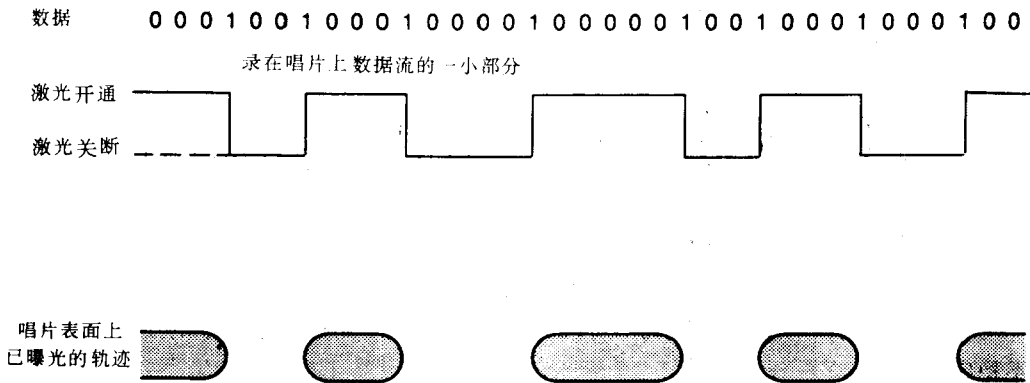 数据 0 0 0 1 0 0 1 0 0 0 1 0 0 0 0 1 0 0 0 0 0 1 0 0 1 0 0 0 1 0 0 0 1 0 0
录在唱片上数据流的一小部分
激光开通
激光关断
唱片表面上
已曝光的轨迹